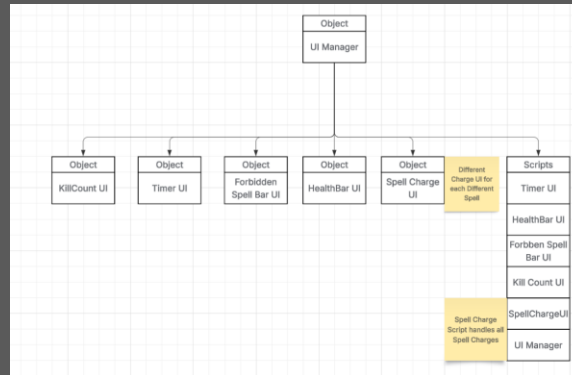 Object
UI Manager
Object
KillCount UI
Object
Timer UI
Object
Forbidden
Spell Bar UI
Object
HealthBar UI
Object
Spell Charge
UI
Different
Charge UI for
each Different
Spell
Scripts
Timer UI
HealthBar UI
Forbben Spell
Bar UI
Kill Count UI
SpellChargeUI
UI Manager
Spell Charge
Script handles all
Spell Charges